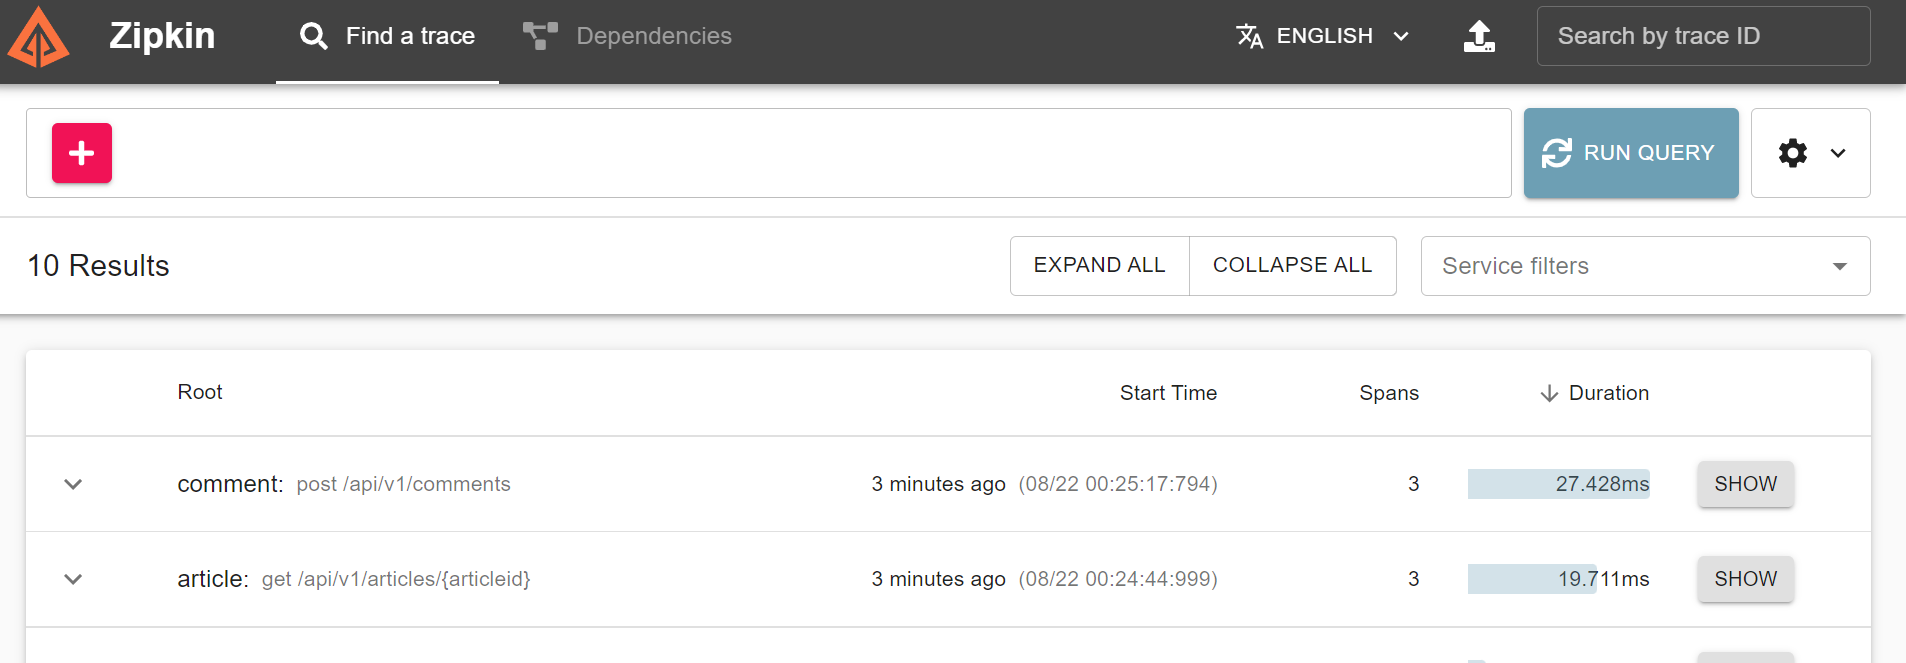 Zipkin Find a trace Dependencies ENGLISH Search by trace ID
RUN QUERY
10 Results EXPAND ALL COLLAPSE ALL Service filters
Root Start Time Spans Duration
comment: post /api/v1/comments 3 minutes ago (08/22 00:25:17:794) 3 27.428ms SHOW
article: get /api/v1/articles/{articleid} 3 minutes ago (08/22 00:24:44:999) 3 19.711ms SHOW